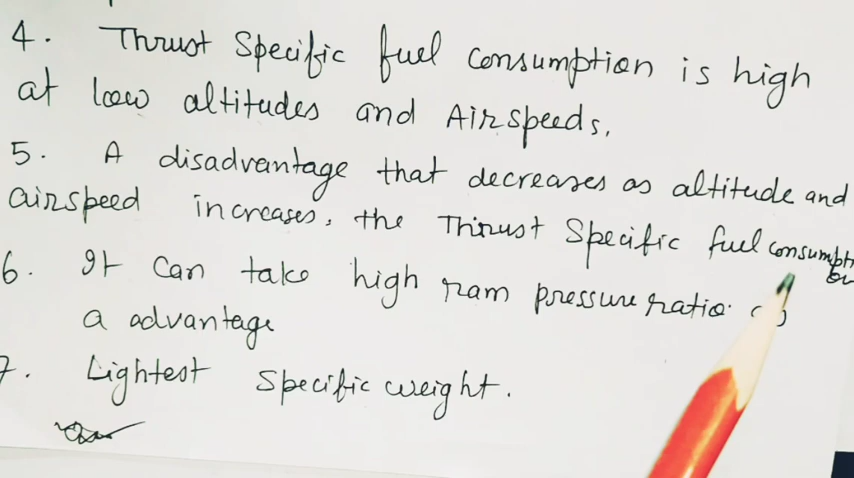 4. Thrust Specific fuel consumption is high
at low altitudes and Airspeeds.
5. A disadvantage that decreases as altitude and
airspeed increases, the Thrust Specific fuel consumption
6. It can take high ram pressure ratio
a advantage
7. Lightest Specific weight.